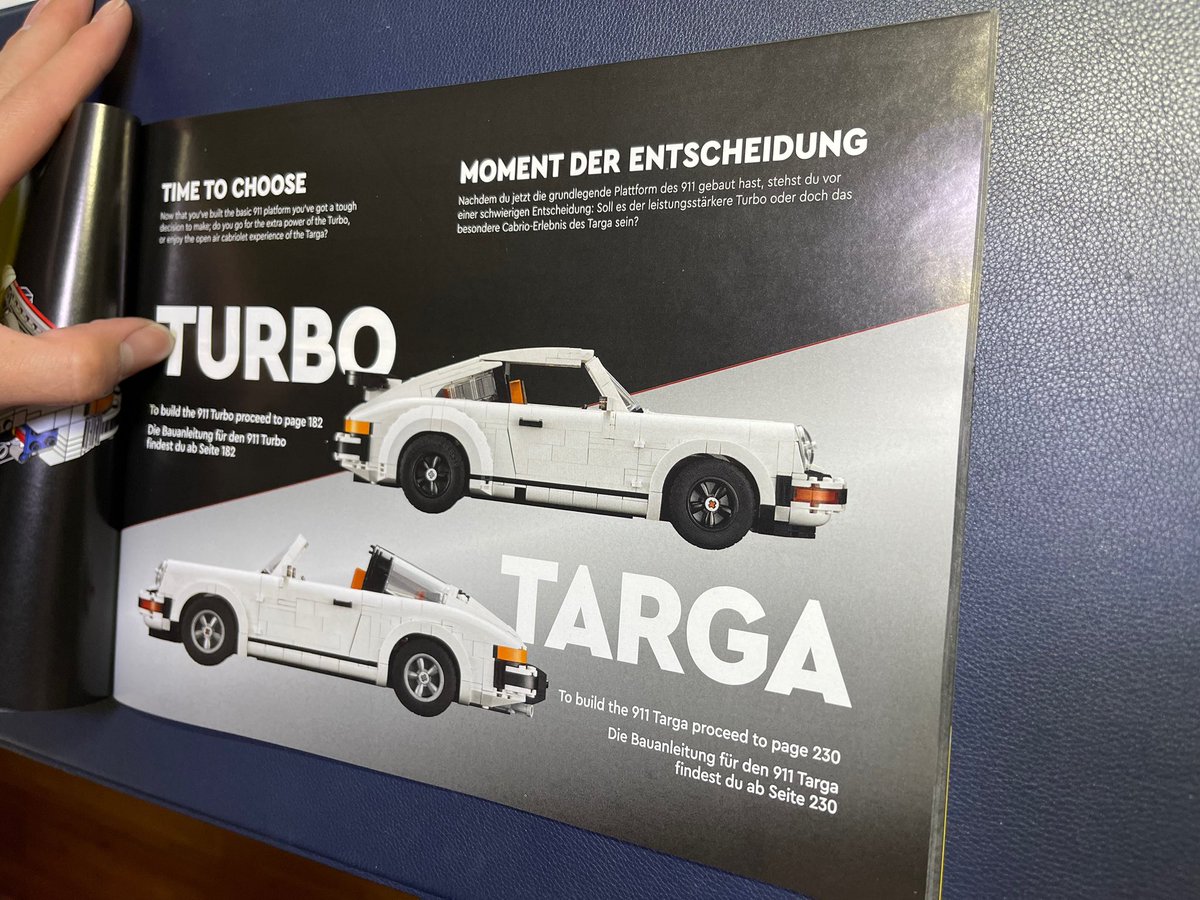 TIME TO CHOOSE
Now that you've built the basic 911 platform you've got a tough
decision to make; do you go for the extra power of the Turbo,
or enjoy the open air cabriolet experience of the Targa?
MOMENT DER ENTSCHEIDUNG
Nachdem du jetzt die grundlegende Plattform des 911 gebaut hast, stehst du vor
einer schwierigen Entscheidung: Soll es der leistungsstärkere Turbo oder doch das
besondere Cabrio-Erlebnis des Targa sein?
TURBO
To build the 911 Turbo proceed to page 182
Die Bauanleitung für den 911 Turbo
findest du ab Seite 182
TARGA
To build the 911 Targa proceed to page 230
Die Bauanleitung für den 911 Targa
findest du ab Seite 230